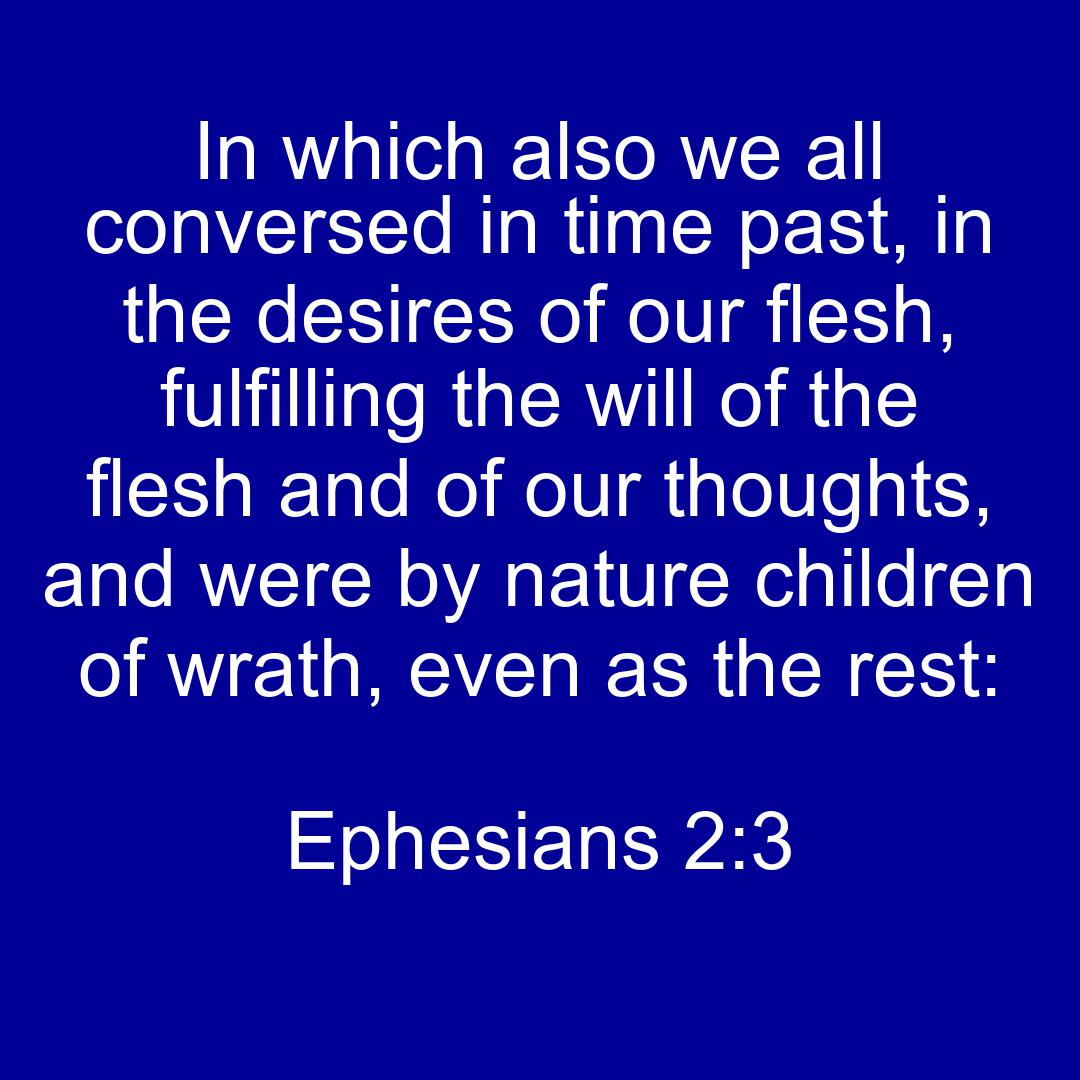 In which also we all
conversed in time past, in
the desires of our flesh,
fulfilling the will of the
flesh and of our thoughts,
and were by nature children
of wrath, even as the rest:
Ephesians 2:3